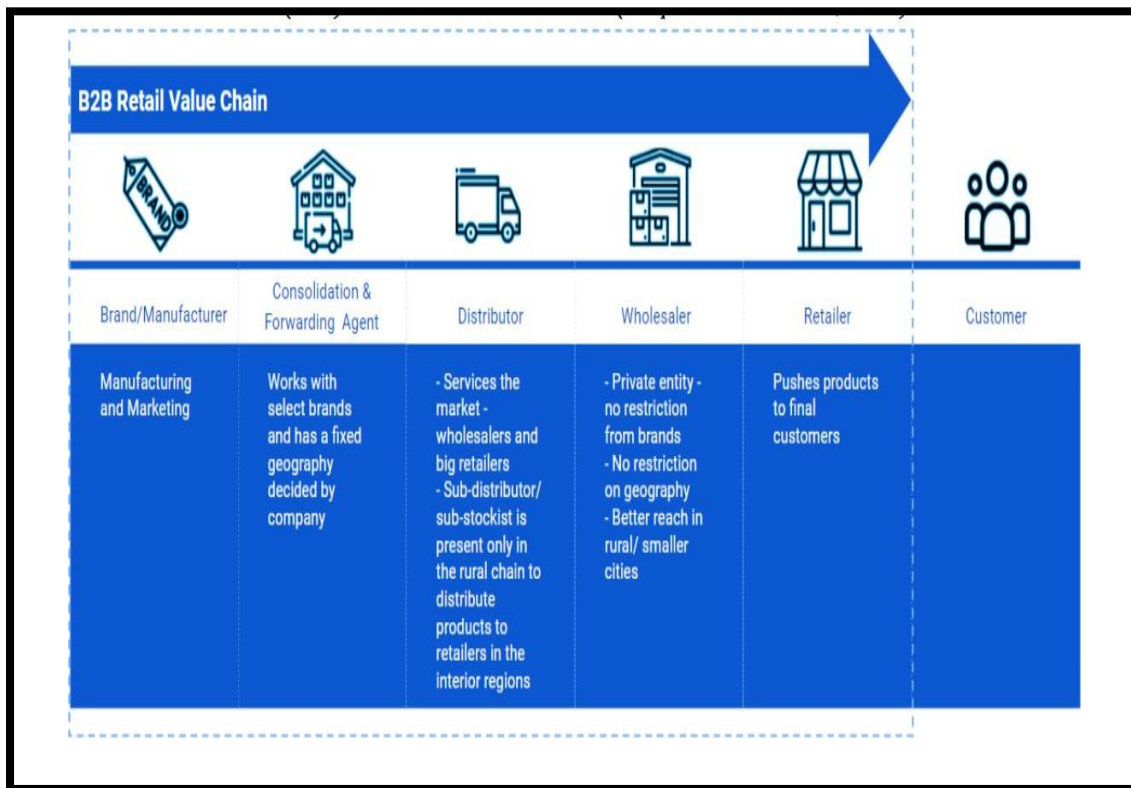 B2B Retail Value Chain
BRAND
Brand/Manufacturer
Consolidation &
Forwarding Agent
Distributor
Wholesaler
Retailer
Customer
Manufacturing
and Marketing
Works with
select brands
and has a fixed
geography
decided by
company
- Services the
market -
wholesalers and
big retailers
- Sub-distributor/
sub-stockist is
present only in
the rural chain to
distribute
products to
retailers in the
interior regions
- Private entity -
no restriction
from brands
- No restriction
on geography
- Better reach in
rural/ smaller
cities
Pushes products
to final
customers